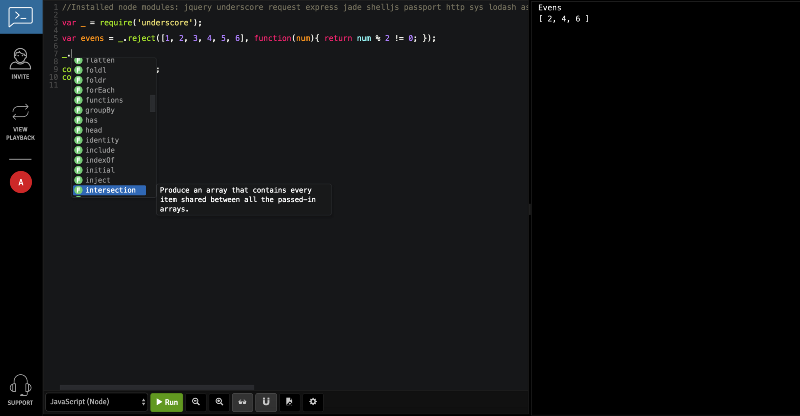 >_
INVITE
VIEW
PLAYBACK
A
SUPPORT
1 //Installed node modules: jquery underscore request express jade shelljs passport http sys lodash as
2
3 var _ = require('underscore');
4
5 var evens = _.reject([1, 2, 3, 4, 5, 6], function(num){ return num % 2 != 0; });
6
7 _.
8
9 co ;
10 co
11
flatten
foldl
foldr
forEach
functions
groupBy
has
head
identity
include
indexOf
initial
inject
intersection
Produce an array that contains every
item shared between all the passed-in
arrays.
JavaScript (Node)
Run
Evens
[ 2, 4, 6 ]